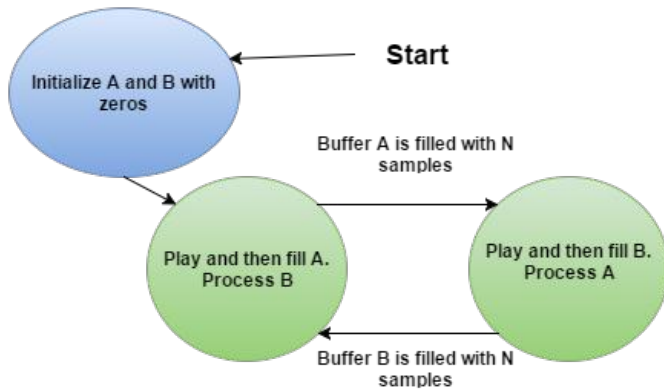 Start
Initialize A and B with
zeros
Buffer A is filled with N
samples
Play and then fill A.
Process B
Play and then fill B.
Process A
Buffer B is filled with N
samples